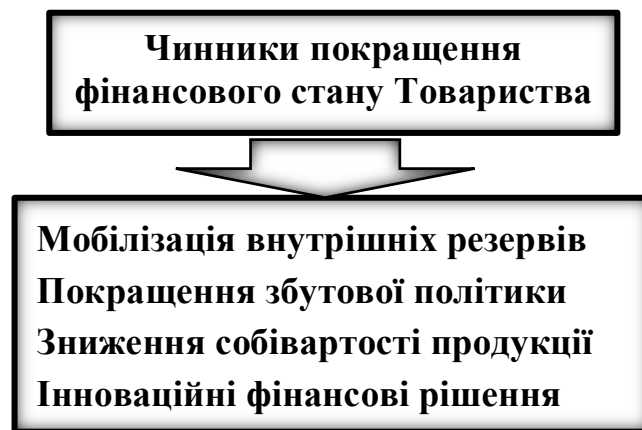 Чинники покращення
фінансового стану Товариства
Мобілізація внутрішніх резервів
Покращення збутової політики
Зниження собівартості продукції
Інноваційні фінансові рішення